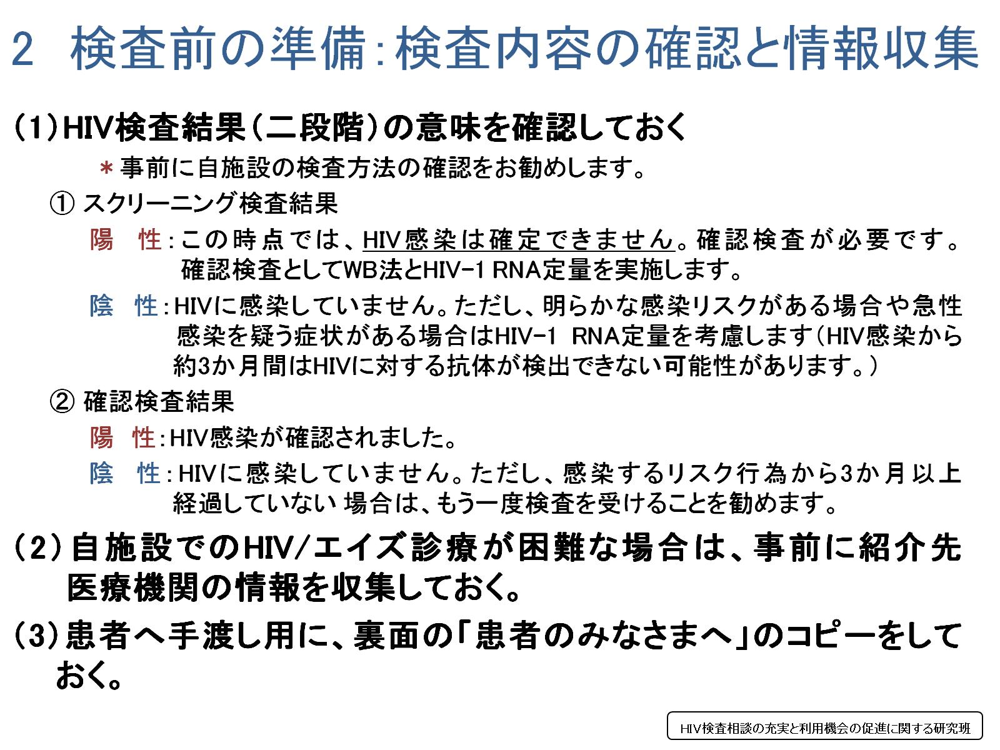 2　検査前の準備：検査内容の確認と情報収集
（1）HIV検査結果（二段階）の意味を確認しておく
＊事前に自施設の検査方法の確認をお勧めします。
① スクリーニング検査結果
陽　性：この時点では、HIV感染は確定できません。確認検査が必要です。
確認検査としてWB法とHIV-1 RNA定量を実施します。
陰　性：HIVに感染していません。ただし、明らかな感染リスクがある場合や急性
感染を疑う症状がある場合はHIV-1 RNA定量を考慮します（HIV感染から
約3か月間はHIVに対する抗体が検出できない可能性があります。）
② 確認検査結果
陽　性：HIV感染が確認されました。
陰　性：HIVに感染していません。ただし、感染するリスク行為から3か月以上
経過していない 場合は、もう一度検査を受けることを勧めます。
（2）自施設でのHIV/エイズ診療が困難な場合は、事前に紹介先
医療機関の情報を収集しておく。
（3）患者へ手渡し用に、裏面の「患者のみなさまへ」のコピーをして
おく。
HIV検査相談の充実と利用機会の促進に関する研究班